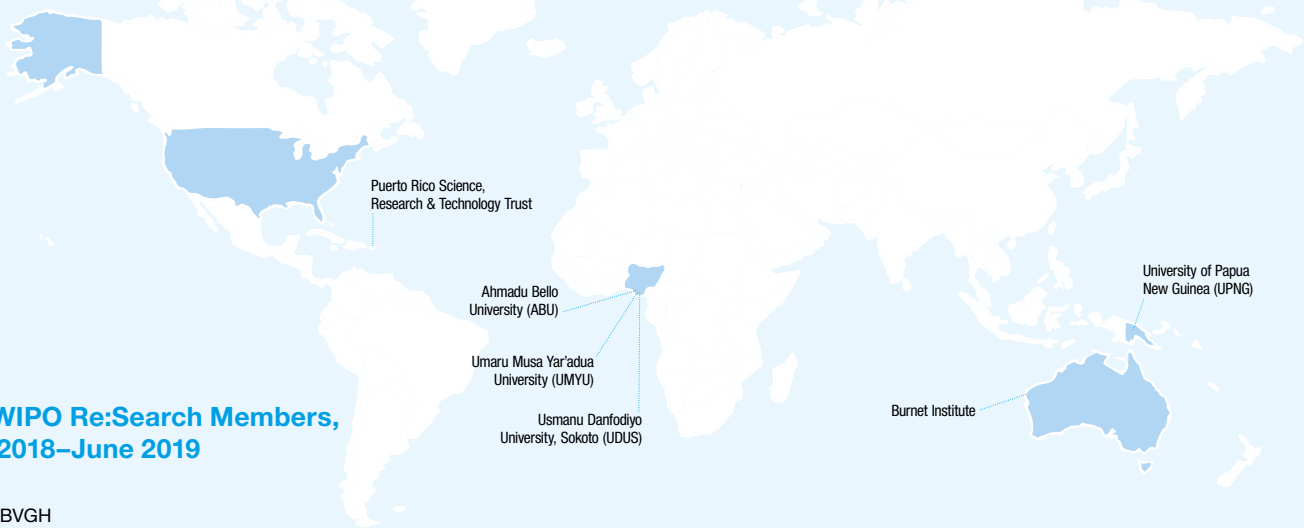 Puerto Rico Science,
Research & Technology Trust
Ahmadu Bello
University (ABU)
Umaru Musa Yar'adua
University (UMYU)
Usmanu Danfodiyo
University, Sokoto (UDUS)
University of Papua
New Guinea (UPNG)
Burnet Institute
WIPO Re:Search Members,
2018–June 2019
BVGH